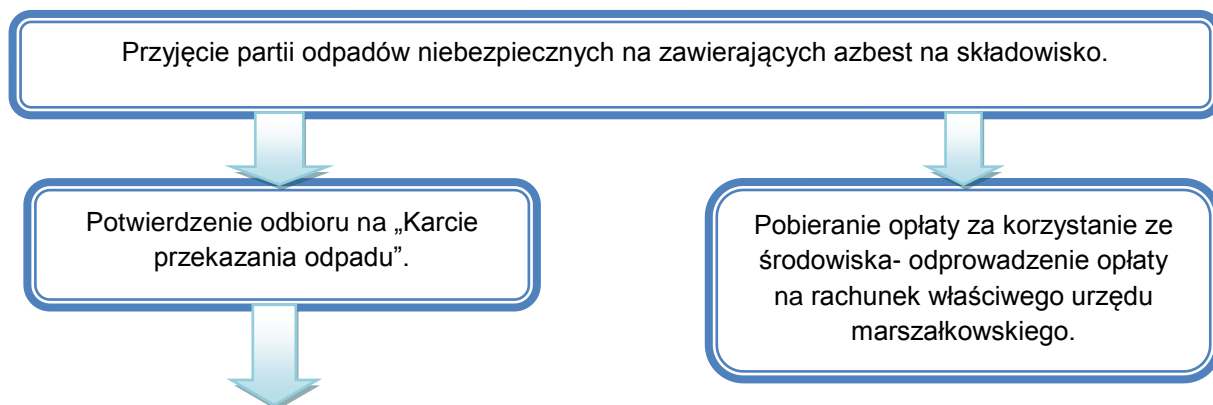 Przyjęcie partii odpadów niebezpiecznych na zawierających azbest na składowisko.
Potwierdzenie odbioru na „Karcie
przekazania odpadu”.
Pobieranie opłaty za korzystanie ze
środowiska- odprowadzenie opłaty
na rachunek właściwego urzędu
marszałkowskiego.